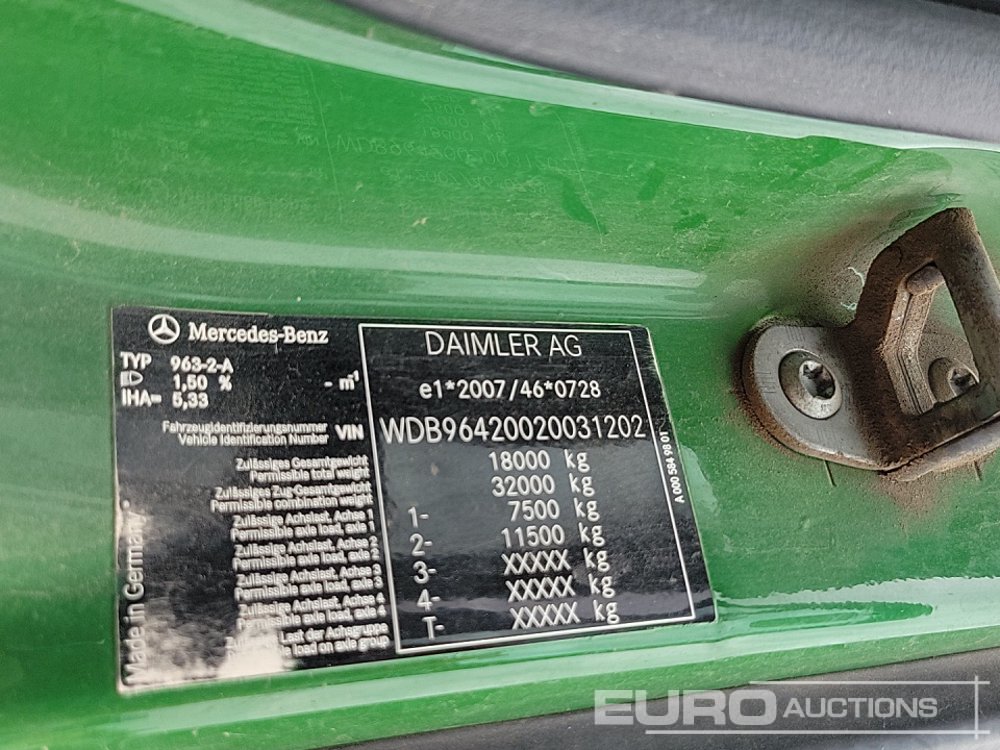 Mercedes-Benz
TYP 963-2-A
1,50 % - m¹
IHA= 5,33
Fahrzeugidentifizierungsnummer
Vehicle Identification Number VIN
DAIMLER AG
e1*2007/46*0728
WDB96420020031202
Zulässiges Gesamtgewicht
Permissible total weight 18000 kg
Zulässiges Zug-Gesamtgewicht
Permissible combination weight 32000 kg
Zulässige Achslast, Achse 1
Permissible axle load, axle 1 1- 7500 kg
Zulässige Achslast, Achse 2
Permissible axle load, axle 2 2- 11500 kg
Zulässige Achslast, Achse 3
Permissible axle load, axle 3 3- XXXXX kg
Zulässige Achslast, Achse 4
Permissible axle load, axle 4 4- XXXXX kg
Last der Achsgruppe
load on axle group T- XXXXX kg
Made in Germany
A 000 584 98 01
EURO AUCTIONS